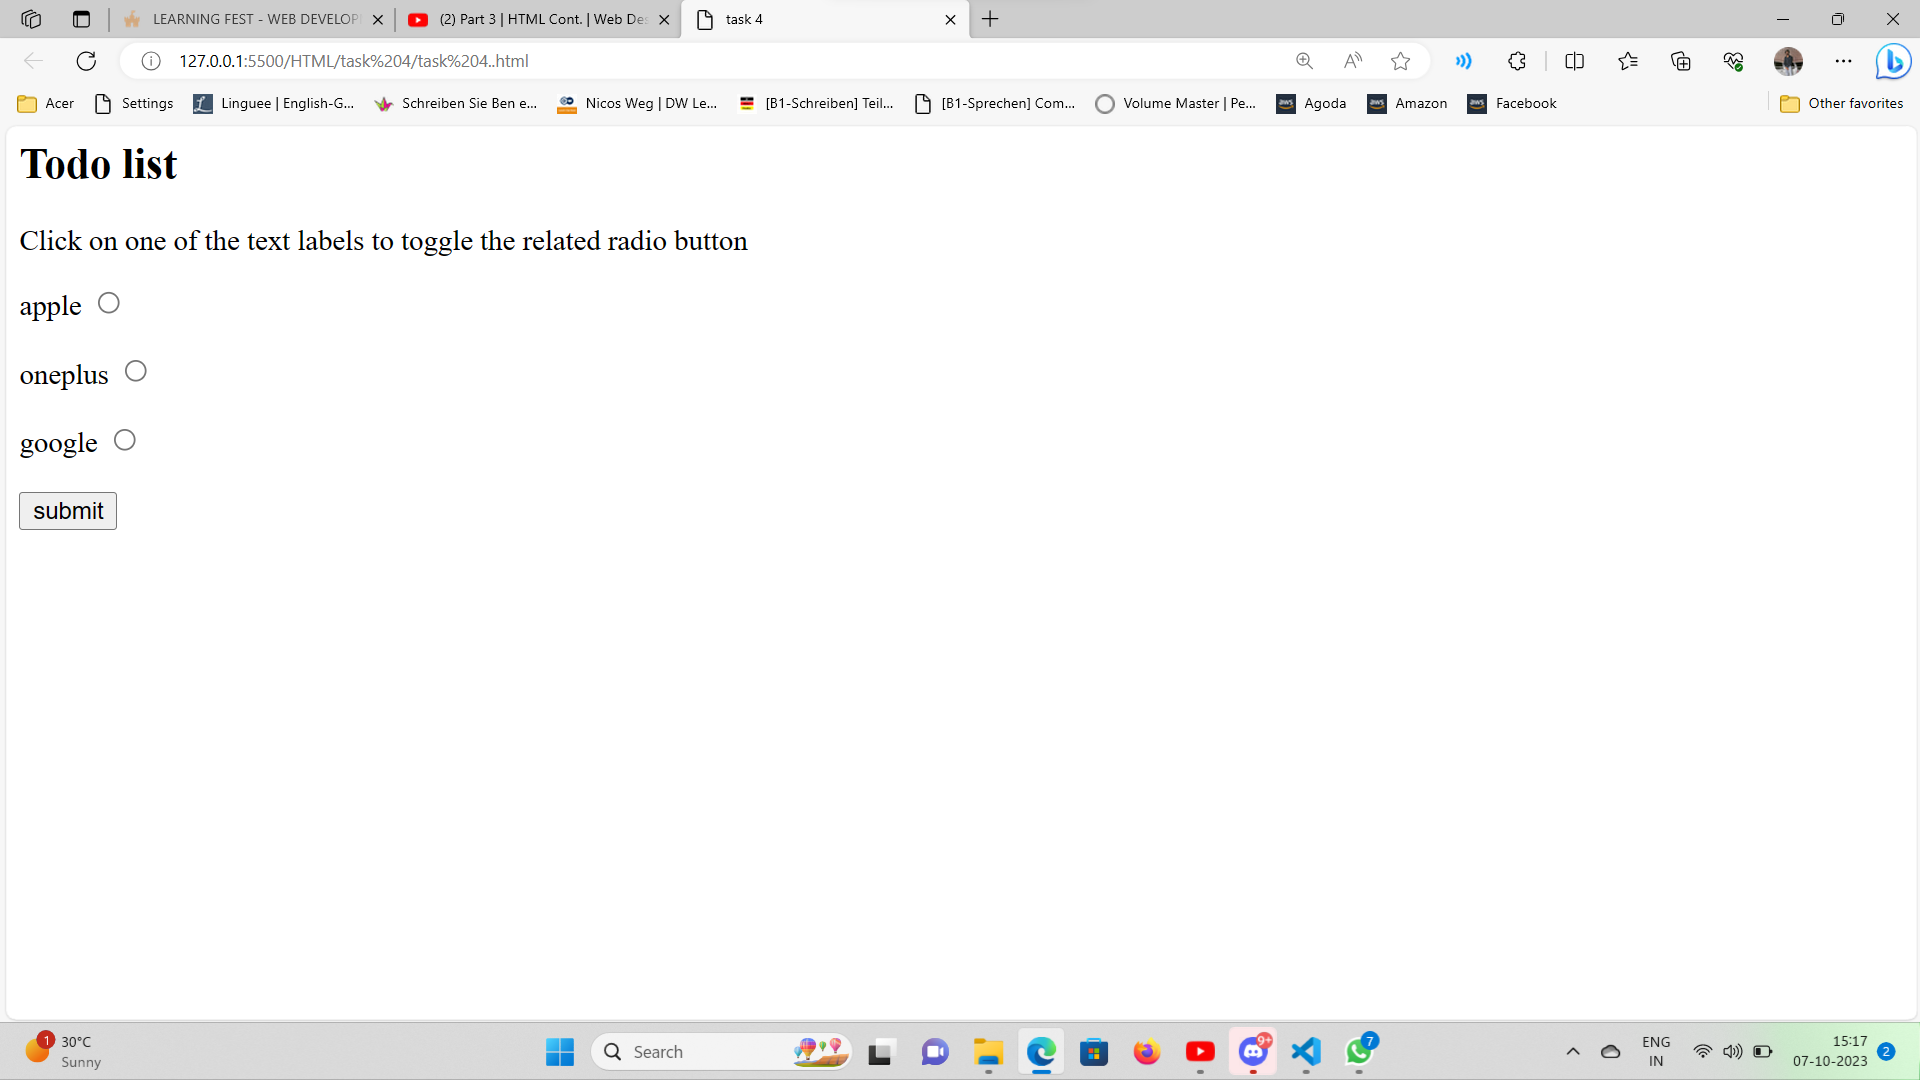 LEARNING FEST - WEB DEVELOP
(2) Part 3 | HTML Cont. | Web Des
task 4
127.0.0.1:5500/HTML/task%204/task%204..html
Acer
Settings
Linguee | English-G...
Schreiben Sie Ben e...
Nicos Weg | DW Le...
[B1-Schreiben] Teil...
[B1-Sprechen] Com...
Volume Master | Pe...
Agoda
Amazon
Facebook
Other favorites
Todo list
Click on one of the text labels to toggle the related radio button
apple
oneplus
google
submit
1
30°C
Sunny
Search
9+
7
ENG
IN
15:17
07-10-2023
2